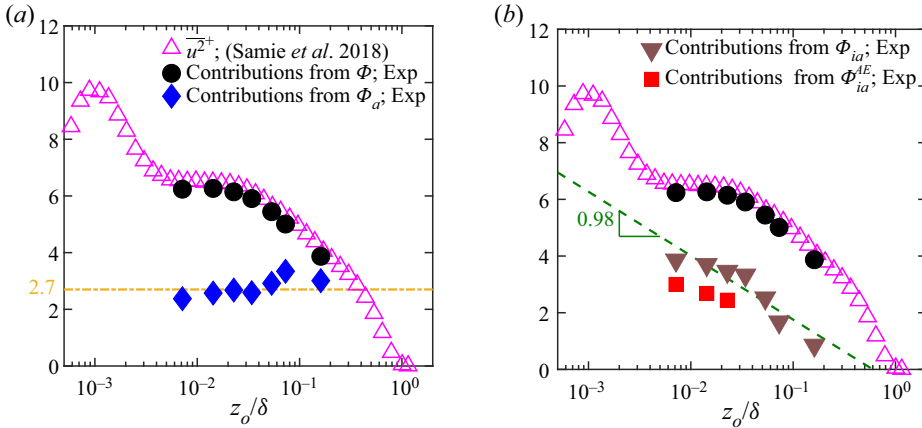 (a)
(b)
12
10
8
6
4
2.7
2
0
u²⁺; (Samie et al. 2018)
Contributions from Φ; Exp
Contributions from Φₐ; Exp
10⁻³ 10⁻² 10⁻¹ 10⁰
zₒ/δ
12
10
8
6
4
2
0
Contributions from Φᵢₐ; Exp
Contributions from Φᵢₐᴬᴱ; Exp
0.98
10⁻³ 10⁻² 10⁻¹ 10⁰
zₒ/δ